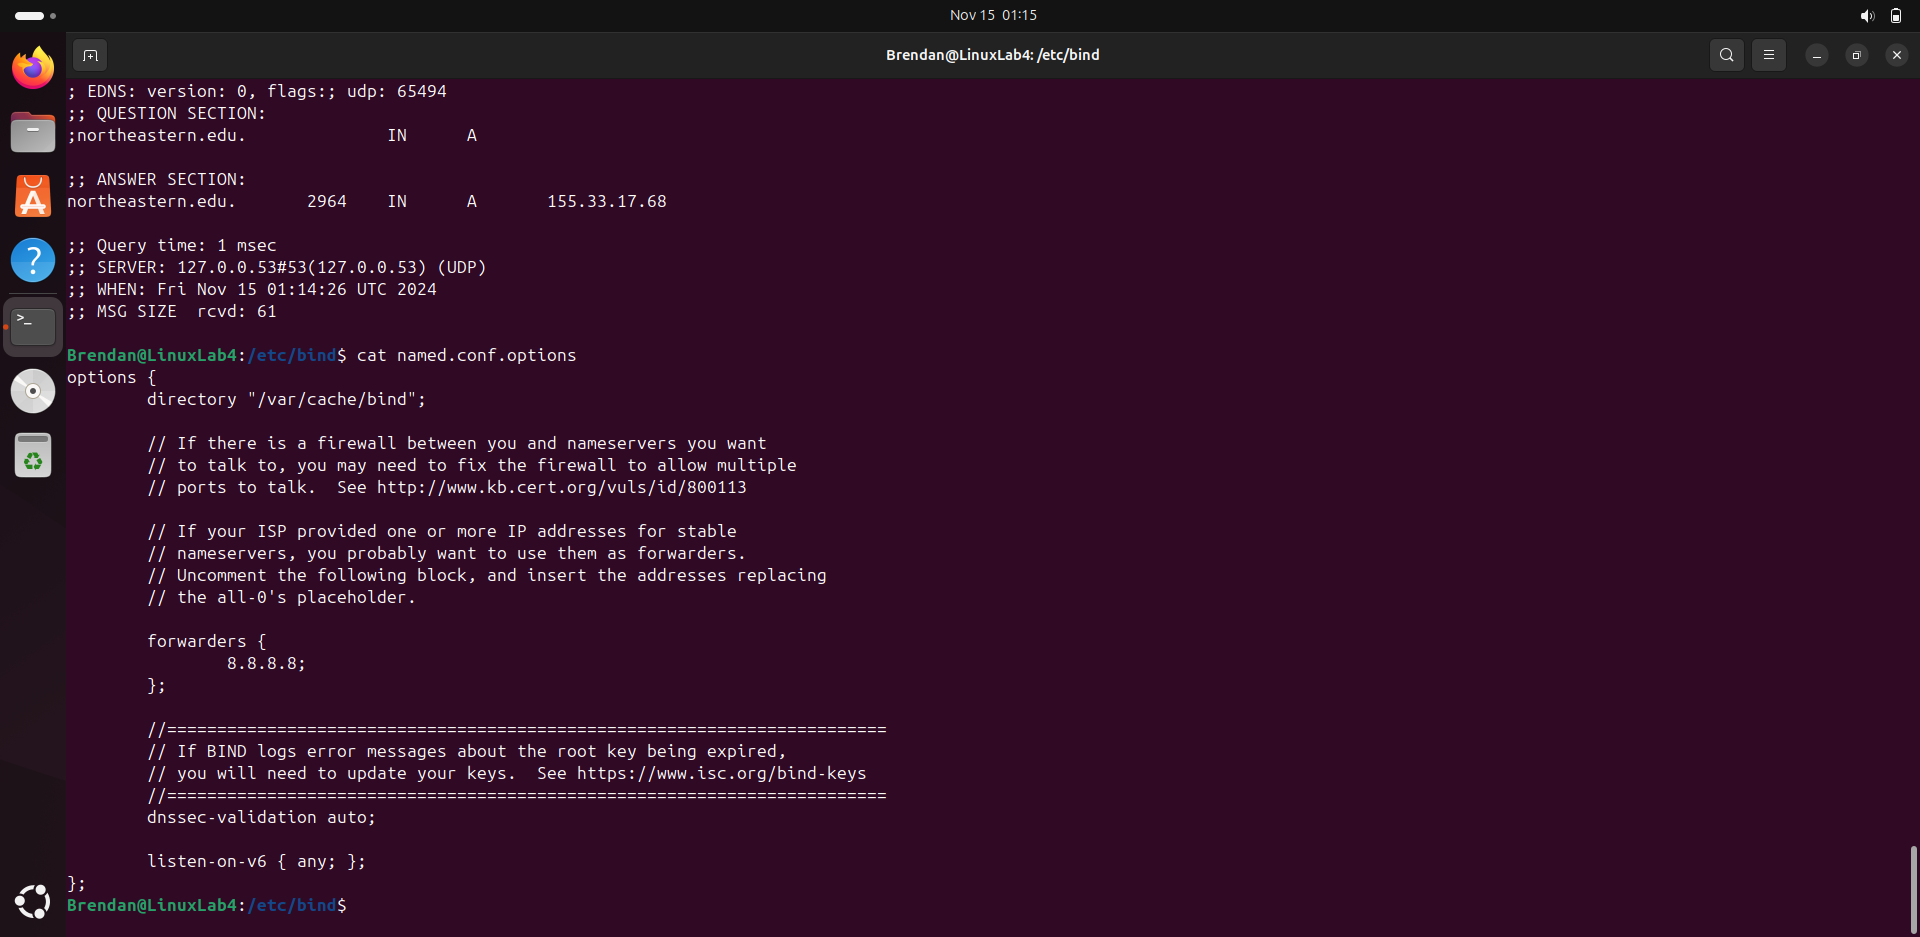 Nov 15 01:15
Brendan@LinuxLab4: /etc/bind
; EDNS: version: 0, flags:; udp: 65494
;; QUESTION SECTION:
;northeastern.edu.              IN      A

;; ANSWER SECTION:
northeastern.edu.       2964    IN      A       155.33.17.68

;; Query time: 1 msec
;; SERVER: 127.0.0.53#53(127.0.0.53) (UDP)
;; WHEN: Fri Nov 15 01:14:26 UTC 2024
;; MSG SIZE  rcvd: 61

Brendan@LinuxLab4:/etc/bind$ cat named.conf.options
options {
        directory "/var/cache/bind";

        // If there is a firewall between you and nameservers you want
        // to talk to, you may need to fix the firewall to allow multiple
        // ports to talk.  See http://www.kb.cert.org/vuls/id/800113

        // If your ISP provided one or more IP addresses for stable
        // nameservers, you probably want to use them as forwarders.
        // Uncomment the following block, and insert the addresses replacing
        // the all-0's placeholder.

        forwarders {
                8.8.8.8;
        };

        //========================================================================
        // If BIND logs error messages about the root key being expired,
        // you will need to update your keys.  See https://www.isc.org/bind-keys
        //========================================================================
        dnssec-validation auto;

        listen-on-v6 { any; };
};
Brendan@LinuxLab4:/etc/bind$